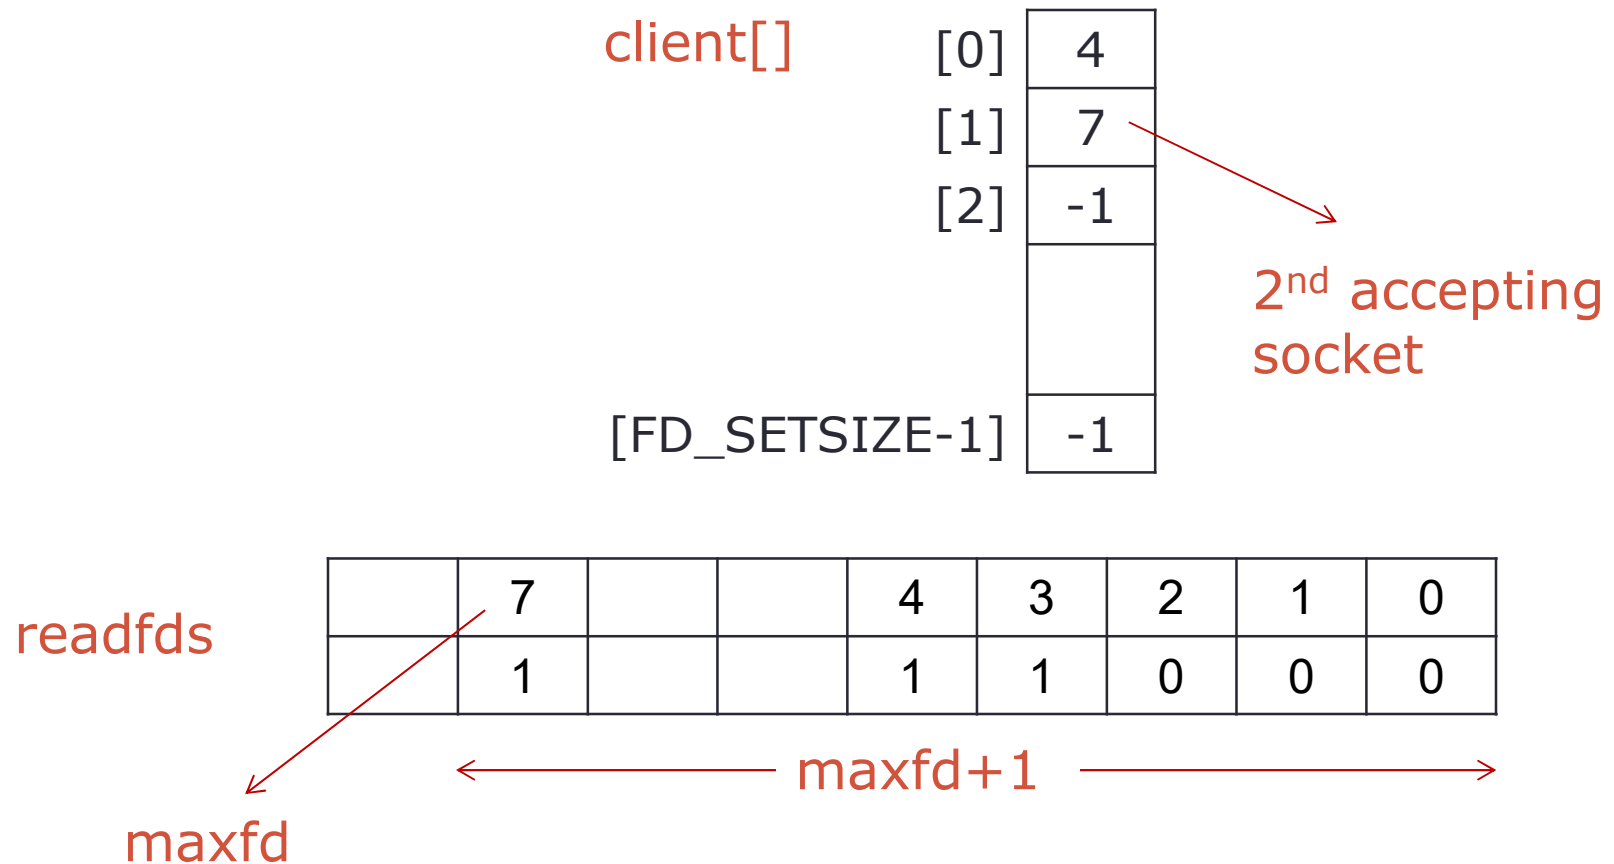 client[] [0] 4
[1] 7
[2] -1
2nd accepting
socket
[FD_SETSIZE-1] -1
7 4 3 2 1 0
readfds
1 1 1 0 0 0
maxfd+1
maxfd